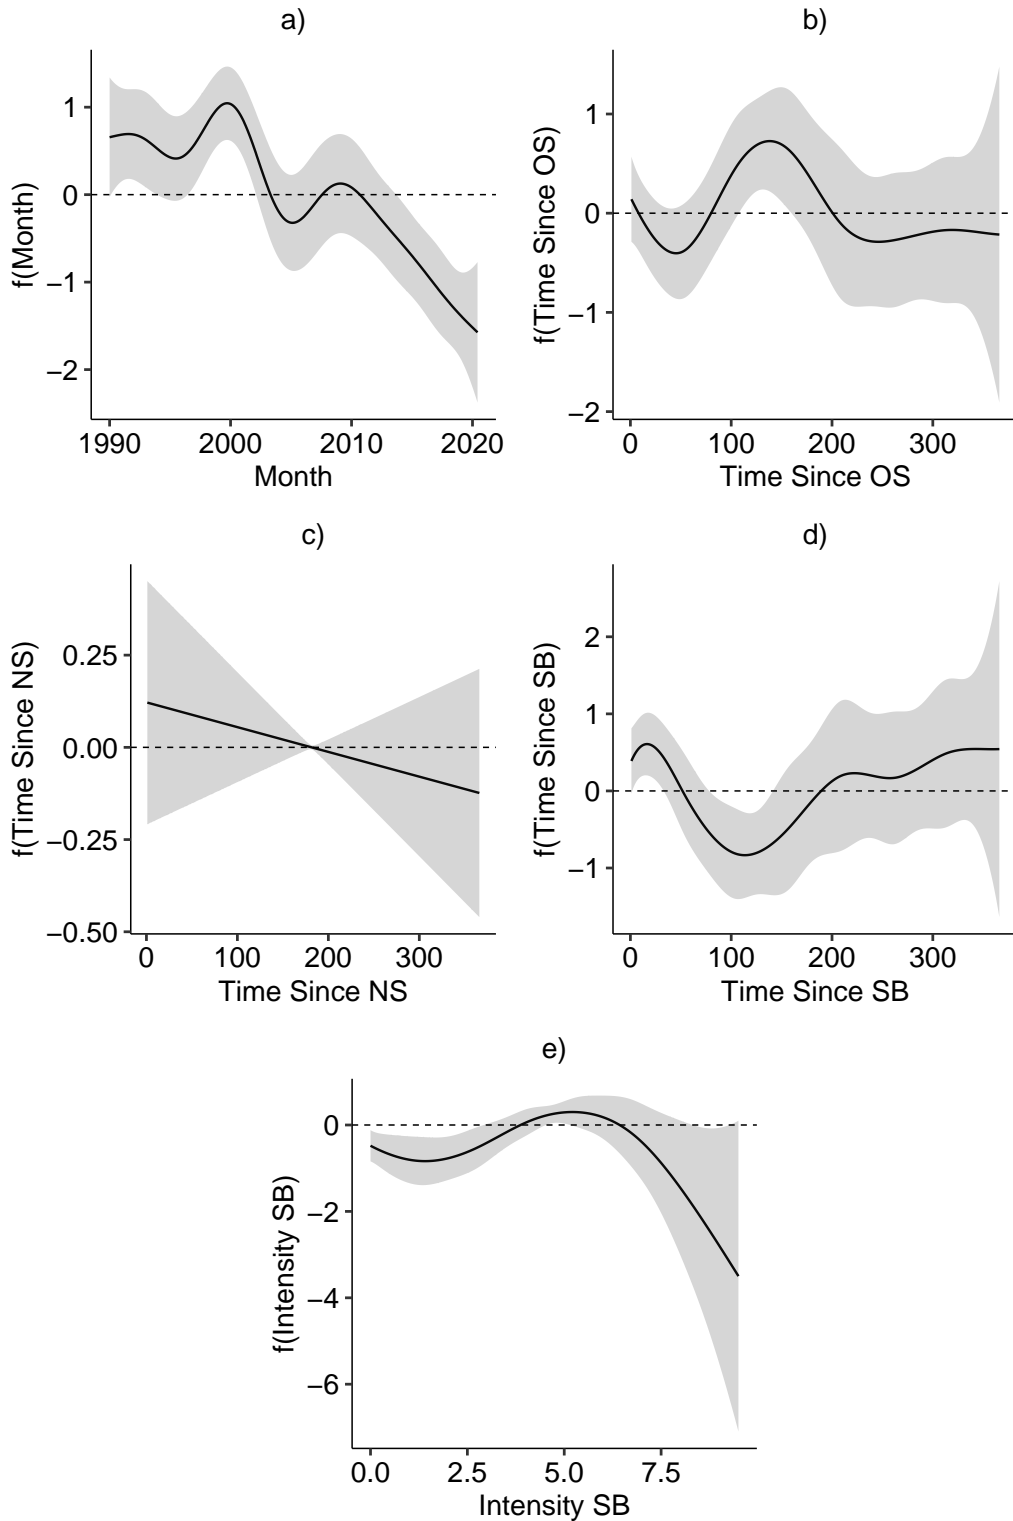 a)
f(Month)
1
0
−1
−2
1990 2000 2010 2020
Month
b)
f(Time Since OS)
1
0
−1
−2
0 100 200 300
Time Since OS
c)
f(Time Since NS)
0.25
0.00
−0.25
−0.50
0 100 200 300
Time Since NS
d)
f(Time Since SB)
2
1
0
−1
0 100 200 300
Time Since SB
e)
f(Intensity SB)
0
−2
−4
−6
0.0 2.5 5.0 7.5
Intensity SB